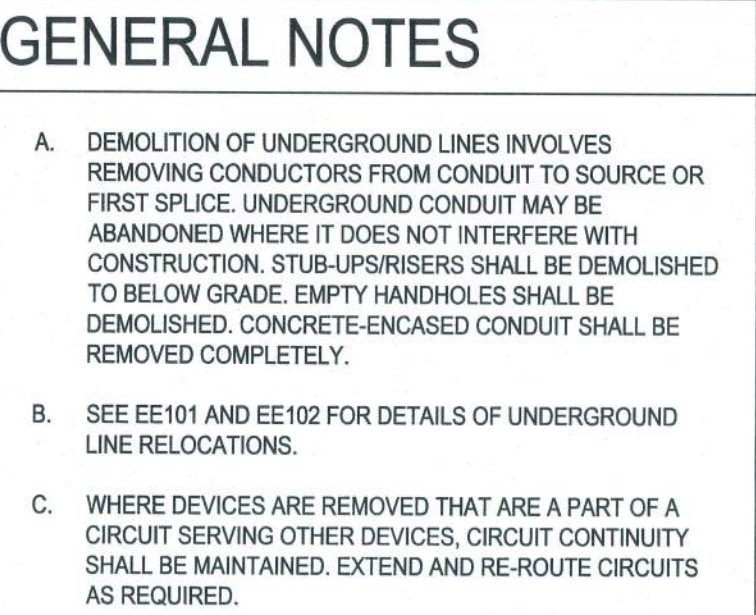 GENERAL NOTES
A. DEMOLITION OF UNDERGROUND LINES INVOLVES
REMOVING CONDUCTORS FROM CONDUIT TO SOURCE OR
FIRST SPLICE. UNDERGROUND CONDUIT MAY BE
ABANDONED WHERE IT DOES NOT INTERFERE WITH
CONSTRUCTION. STUB-UPS/RISERS SHALL BE DEMOLISHED
TO BELOW GRADE. EMPTY HANDHOLES SHALL BE
DEMOLISHED. CONCRETE-ENCASED CONDUIT SHALL BE
REMOVED COMPLETELY.
B. SEE EE101 AND EE102 FOR DETAILS OF UNDERGROUND
LINE RELOCATIONS.
C. WHERE DEVICES ARE REMOVED THAT ARE A PART OF A
CIRCUIT SERVING OTHER DEVICES, CIRCUIT CONTINUITY
SHALL BE MAINTAINED. EXTEND AND RE-ROUTE CIRCUITS
AS REQUIRED.